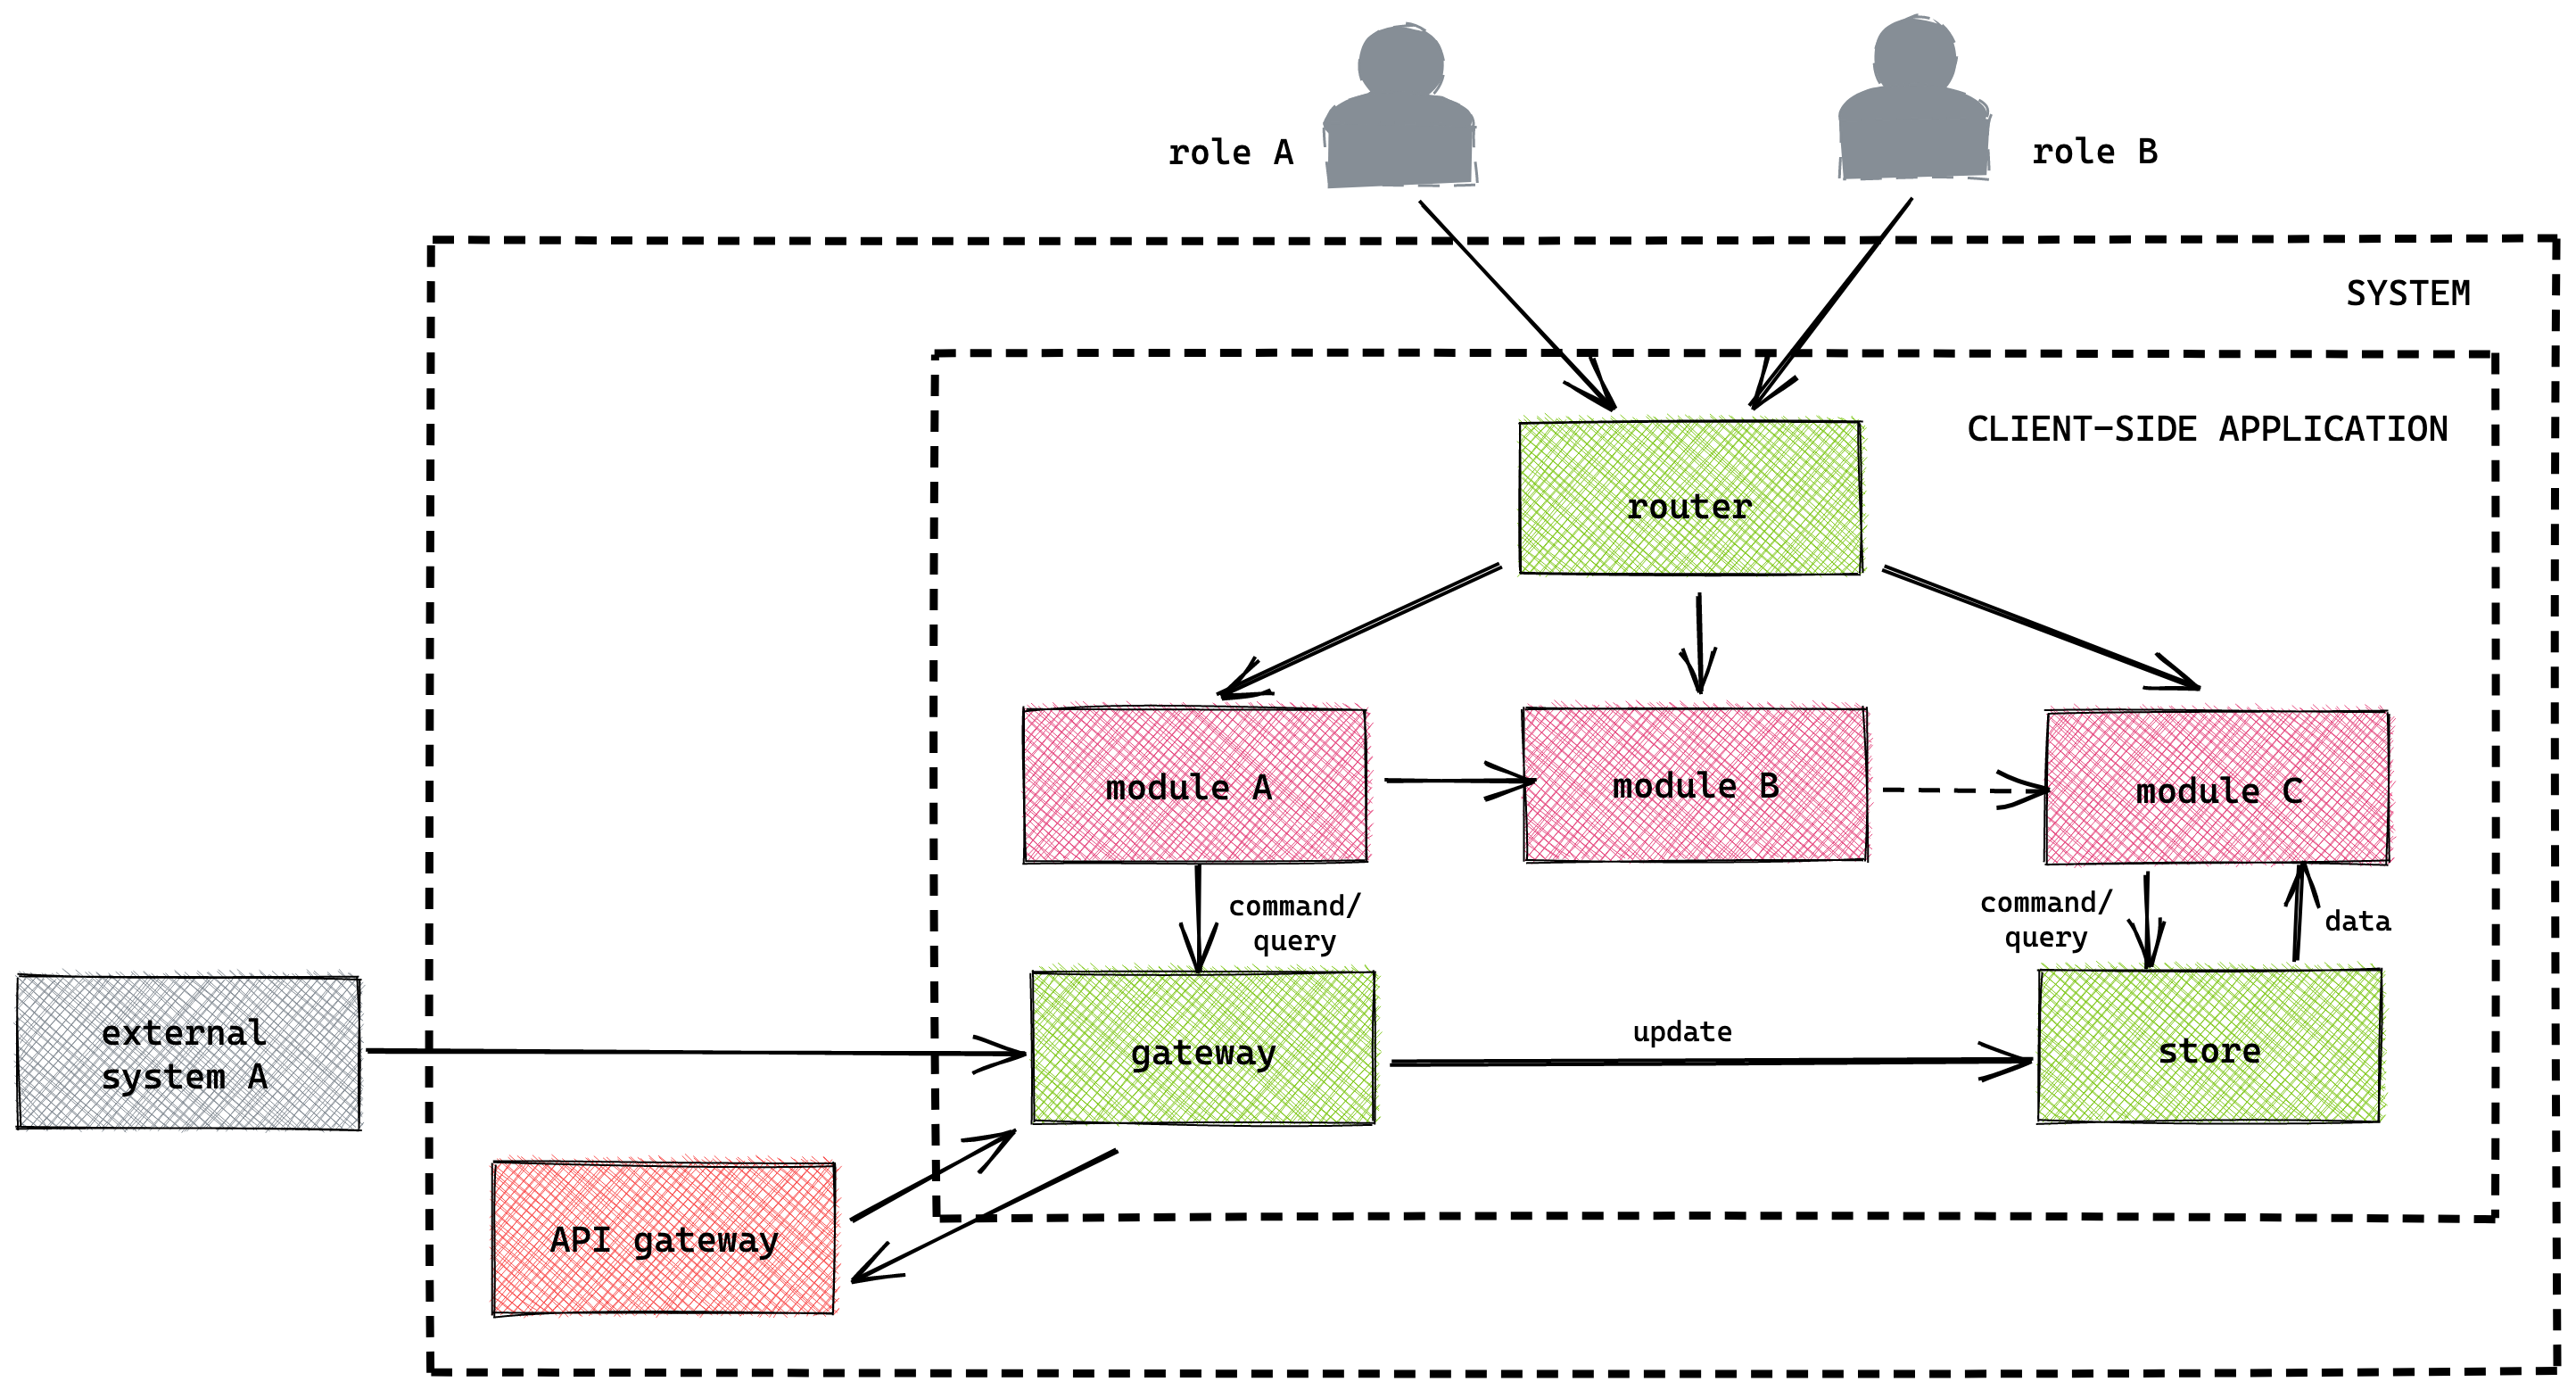 role A
role B
SYSTEM
CLIENT-SIDE APPLICATION
router
module A
module B
module C
command/
query
command/
query
data
external
system A
gateway
update
store
API gateway